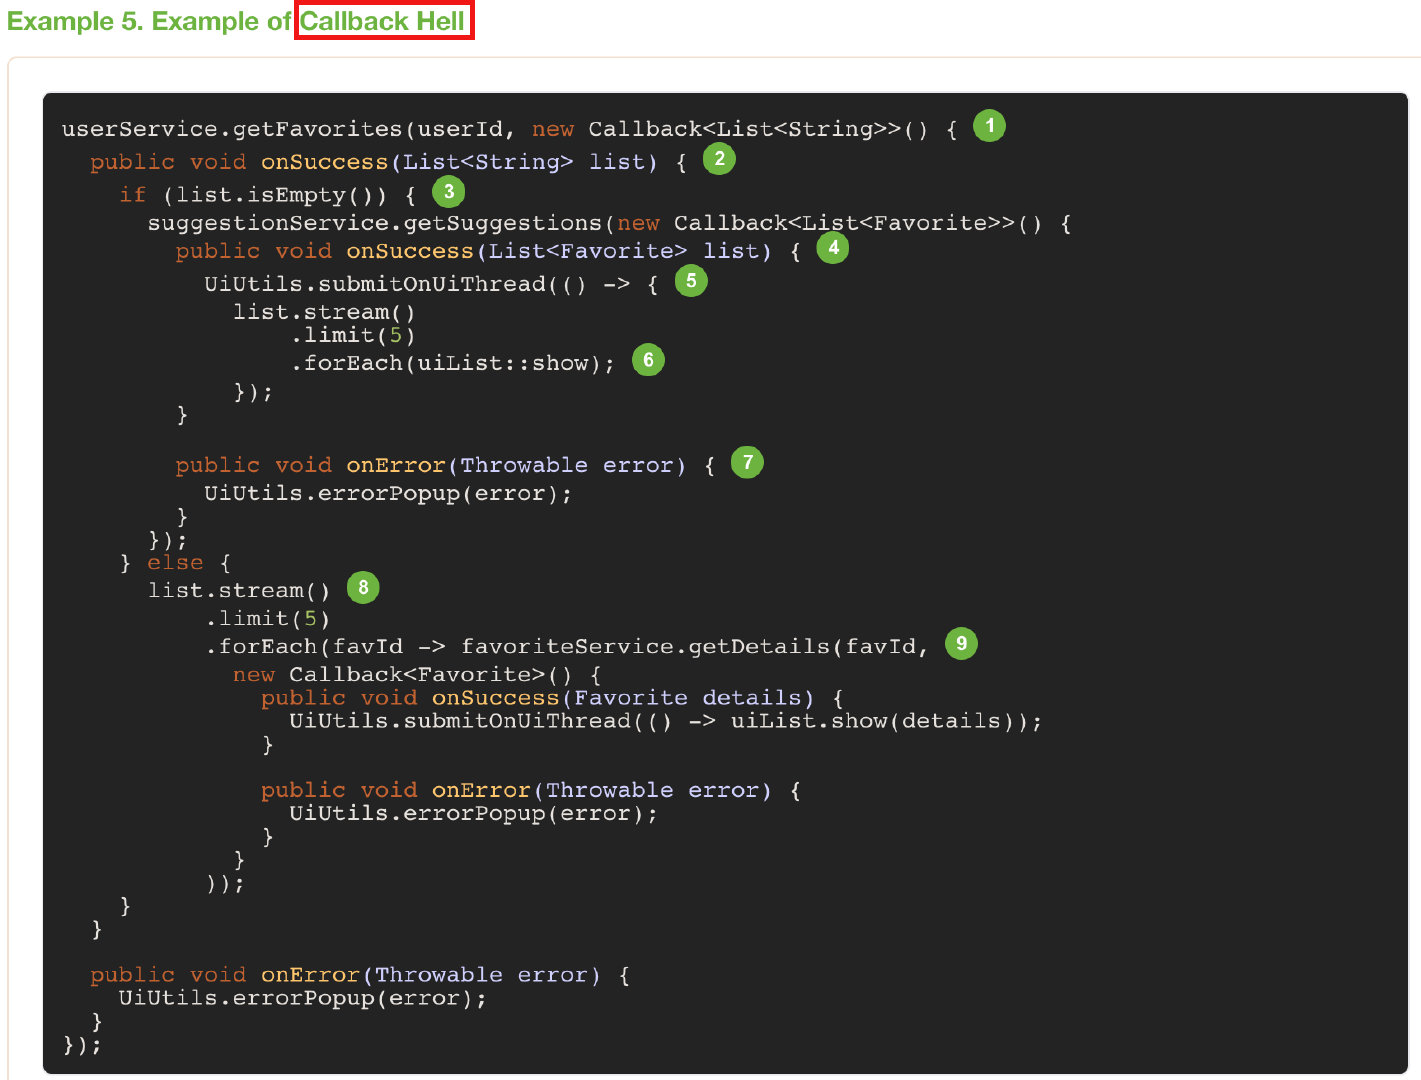 Example 5. Example of Callback Hell
userService.getFavorites(userId, new Callback<List<String>>() { 1
public void onSuccess(List<String> list) { 2
if (list.isEmpty()) { 3
suggestionService.getSuggestions(new Callback<List<Favorite>>() {
public void onSuccess(List<Favorite> list) { 4
UiUtils.submitOnUiThread(() -> { 5
list.stream()
.limit(5)
.forEach(uiList::show); 6
});
}
public void onError(Throwable error) { 7
UiUtils.errorPopup(error);
}
});
} else {
list.stream() 8
.limit(5)
.forEach(favId -> favoriteService.getDetails(favId, 9
new Callback<Favorite>() {
public void onSuccess(Favorite details) {
UiUtils.submitOnUiThread(() -> uiList.show(details));
}
public void onError(Throwable error) {
UiUtils.errorPopup(error);
}
}
));
}
}
public void onError(Throwable error) {
UiUtils.errorPopup(error);
}
});